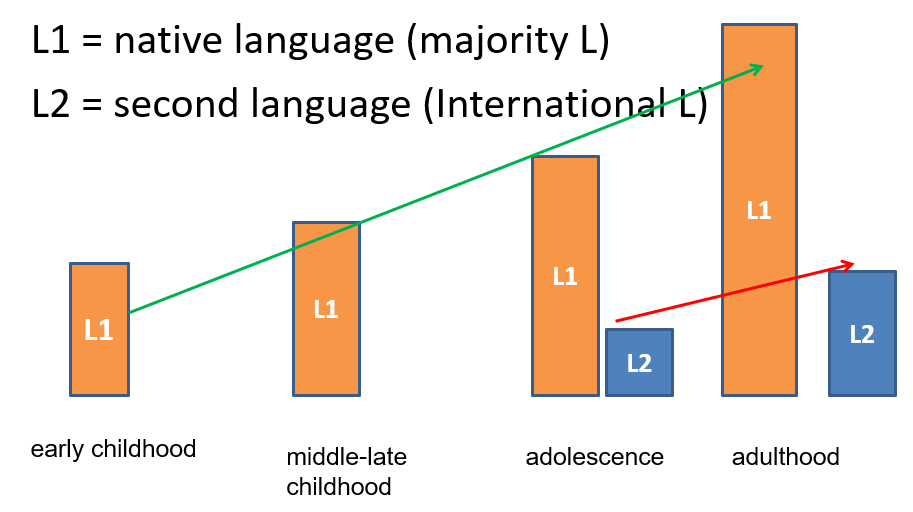 L1 = native language (majority L)
L2 = second language (International L)
L1
L1
L1
L2
L1
L2
early childhood
middle-late
childhood
adolescence
adulthood